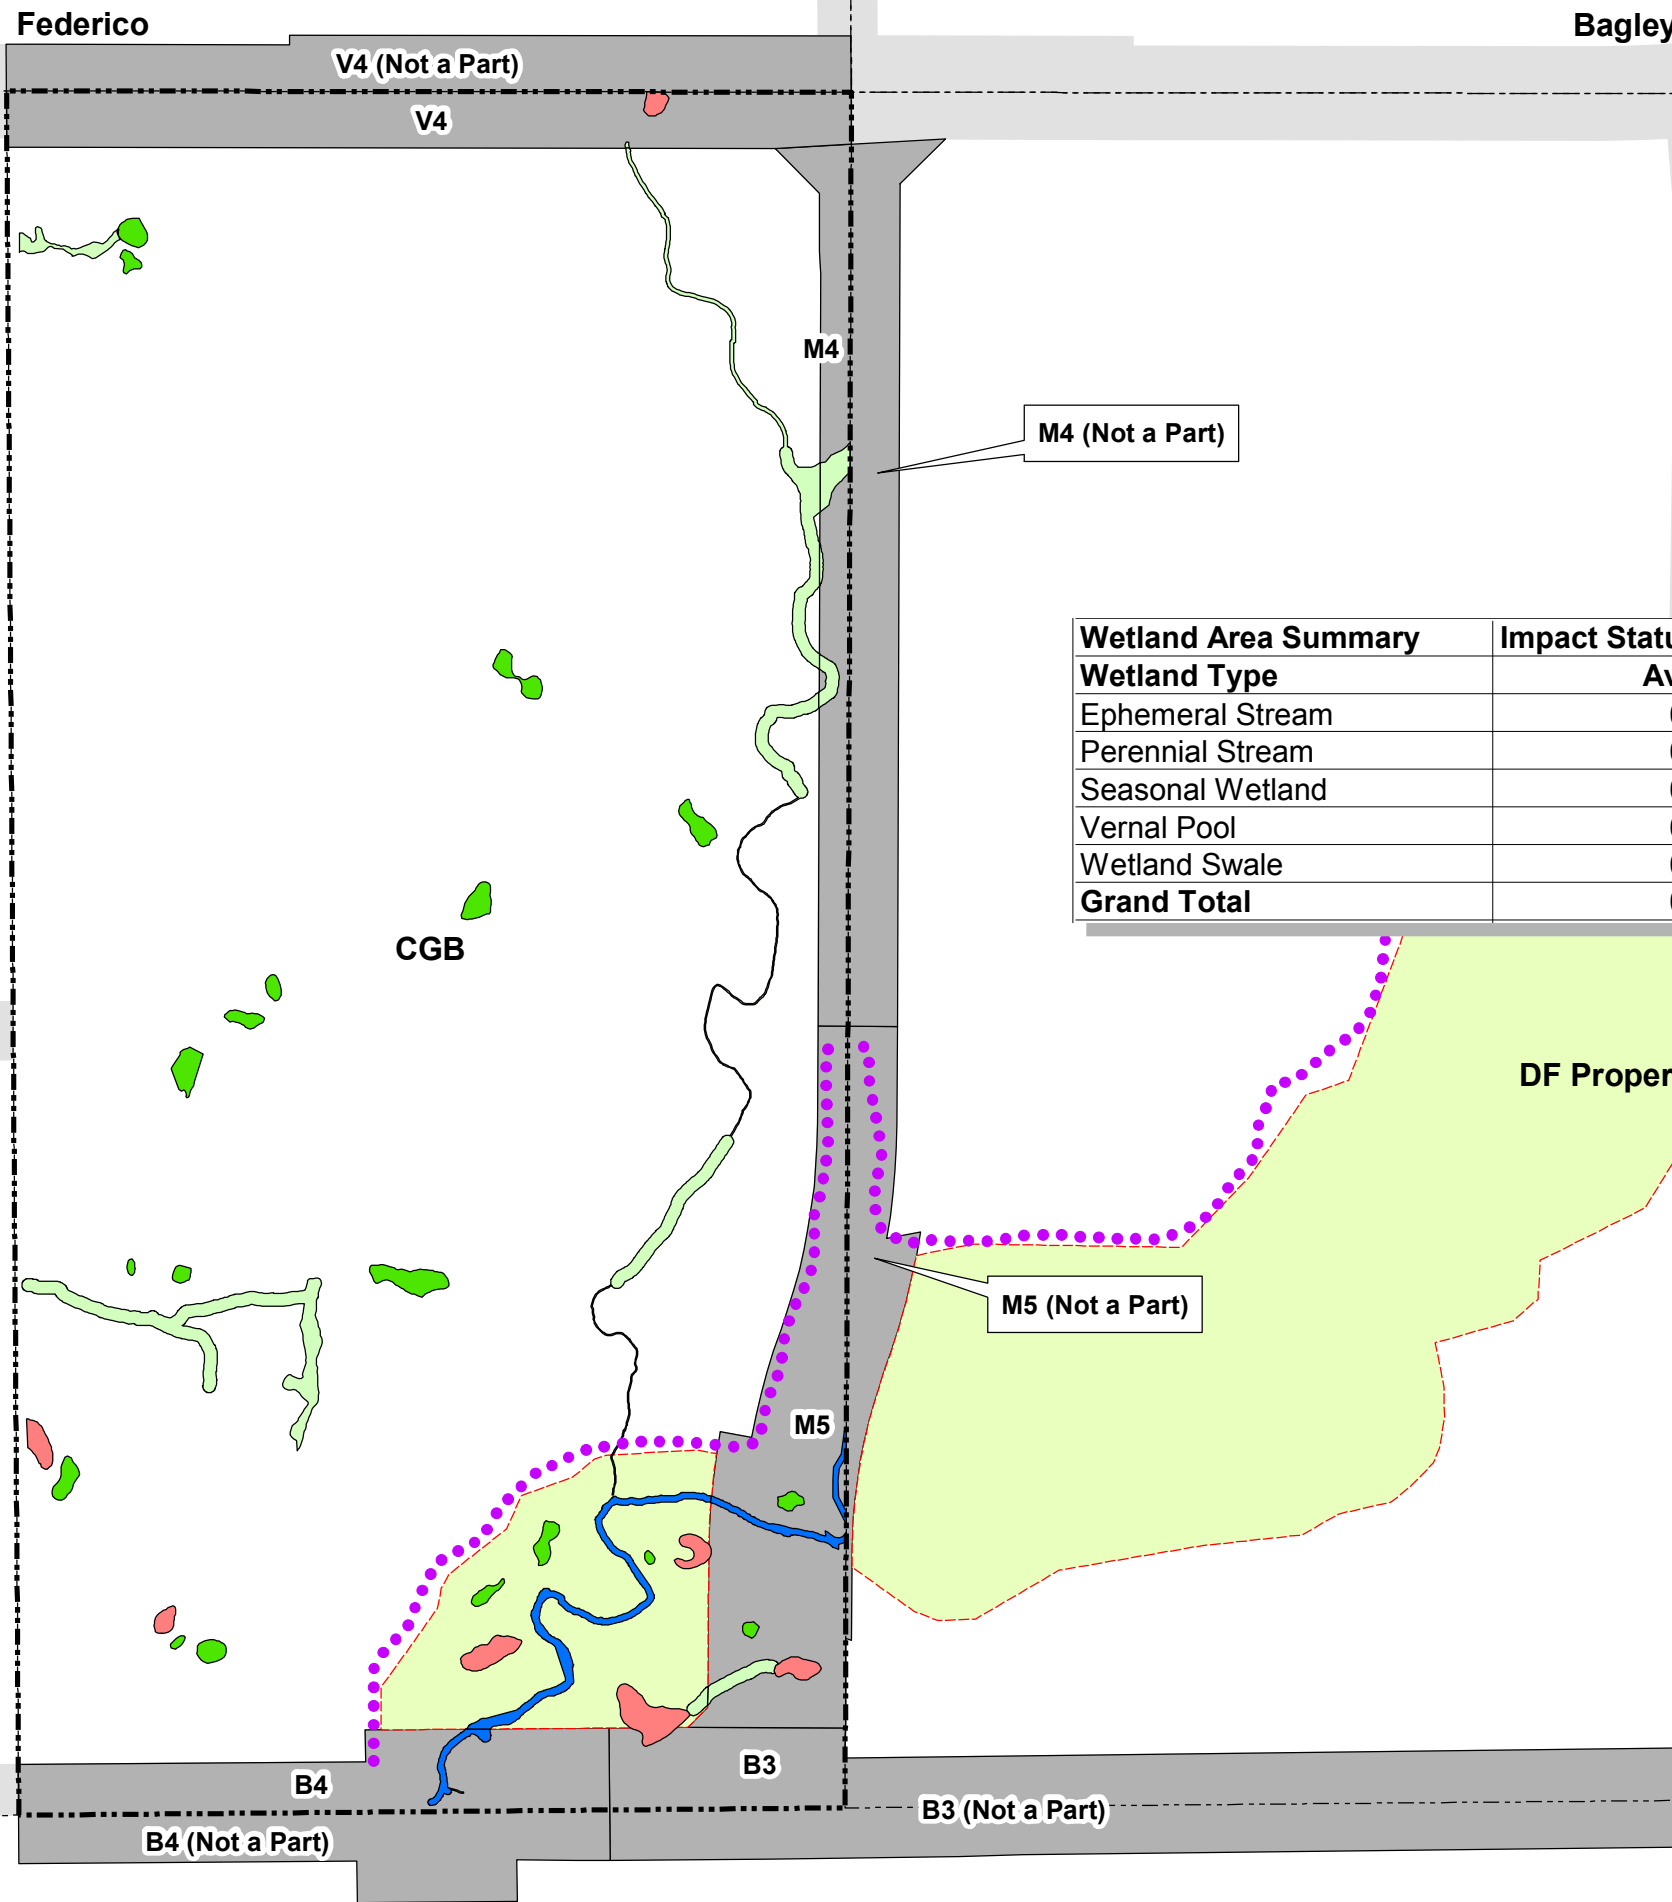 Federico
Bagley
V4 (Not a Part)
V4
M4
M4 (Not a Part)
Wetland Area Summary Impact Statu
Wetland Type Av
Ephemeral Stream
Perennial Stream
Seasonal Wetland
Vernal Pool
Wetland Swale
Grand Total
CGB
DF Proper
M5 (Not a Part)
M5
B3
B4
B3 (Not a Part)
B4 (Not a Part)